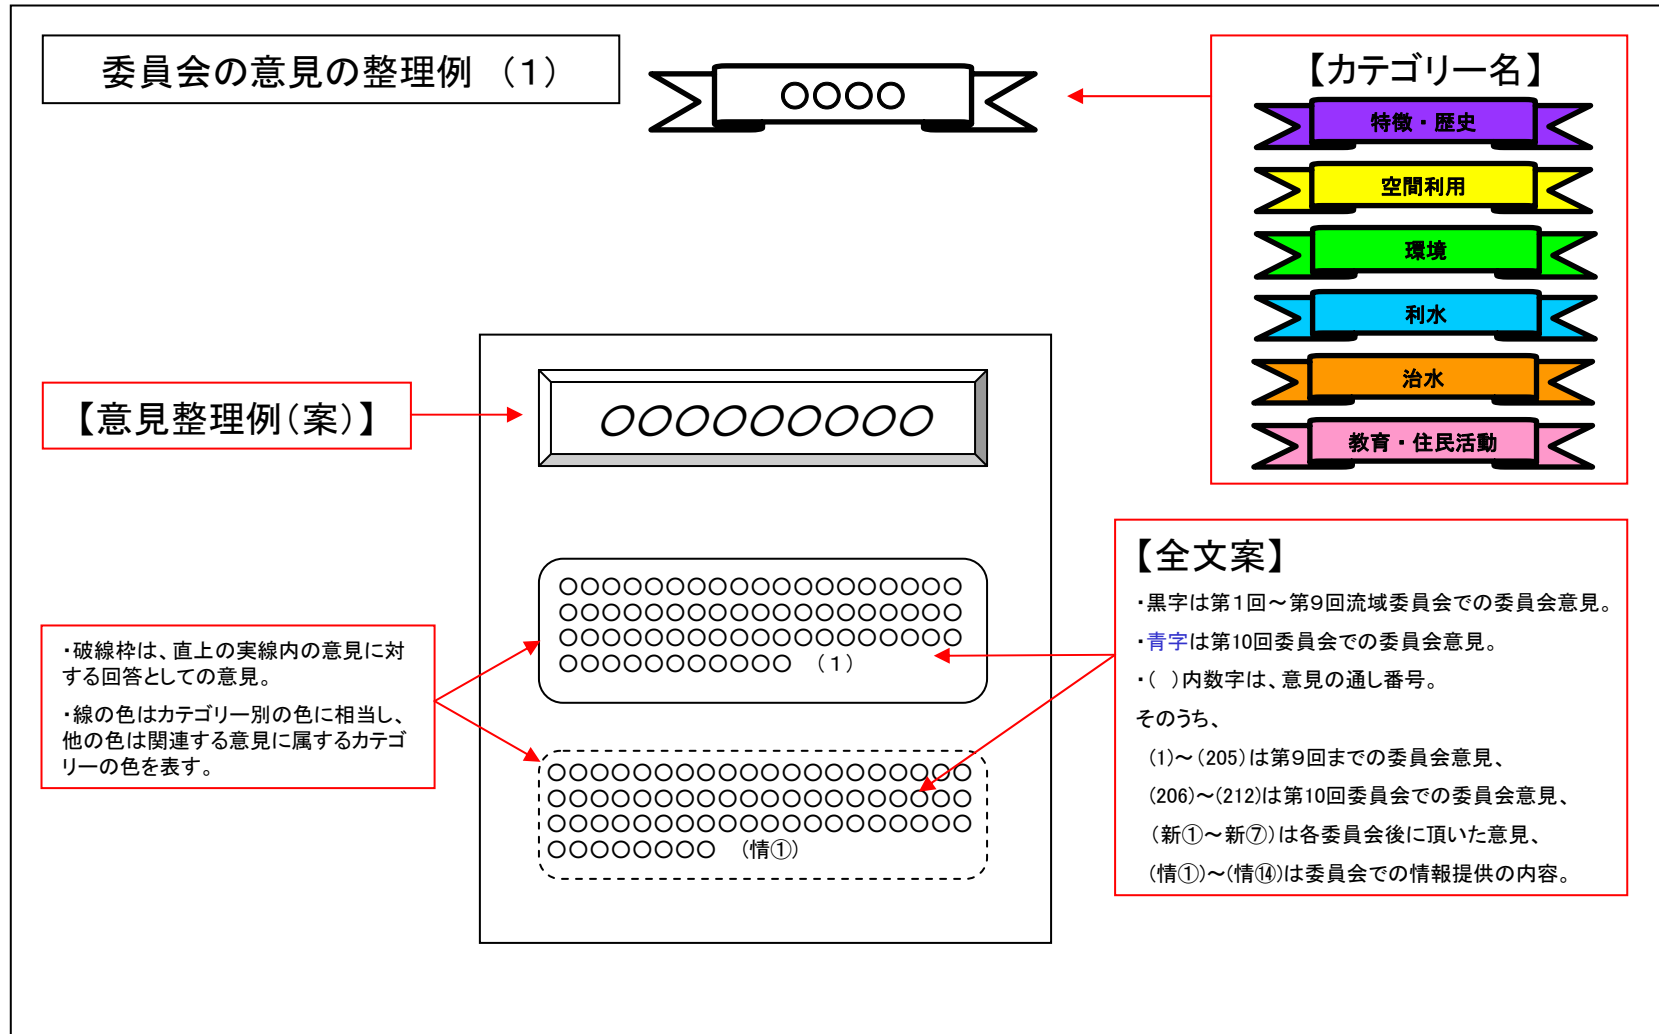 委員会の意見の整理例 （１）
○○○○
【カテゴリー名】
特徴・歴史
空間利用
環境
利水
治水
教育・住民活動
【意見整理例（案）】
○○○○○○○○○
○○○○○○○○○○○○○○○○○○○
○○○○○○○○○○○○○○○○○○○
○○○○○○○○○○○○○○○○○○○
○○○○○○○○○○○ （１）
○○○○○○○○○○○○○○○○○○○○
○○○○○○○○○○○○○○○○○○○○
○○○○○○○○○○○○○○○○○○○○
○○○○○○○○ （情①）
・破線枠は、直上の実線内の意見に対
する回答としての意見。
・線の色はカテゴリー別の色に相当し、
他の色は関連する意見に属するカテゴ
リーの色を表す。
【全文案】
・黒字は第１回～第９回流域委員会での委員会意見。
・青字は第10回委員会での委員会意見。
・（ ）内数字は、意見の通し番号。
そのうち、
(1)～(205)は第９回までの委員会意見、
(206)～(212)は第10回委員会での委員会意見、
（新①～新⑦）は各委員会後に頂いた意見、
(情①)～(情⑭)は委員会での情報提供の内容。